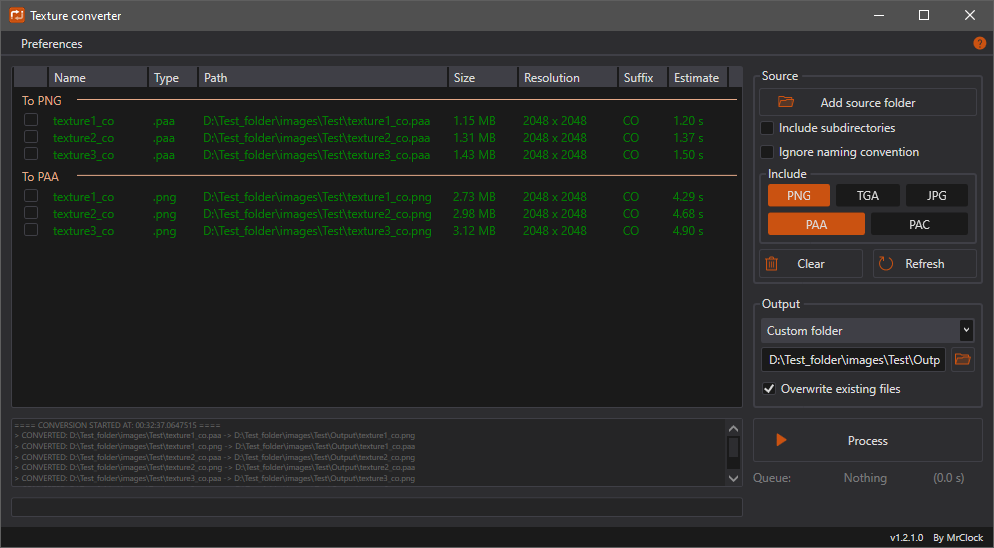 Texture converter
Preferences
?
Name Type Path Size Resolution Suffix Estimate
To PNG
texture1_co .paa D:\Test_folder\images\Test\texture1_co.paa 1.15 MB 2048 x 2048 CO 1.20 s
texture2_co .paa D:\Test_folder\images\Test\texture2_co.paa 1.31 MB 2048 x 2048 CO 1.37 s
texture3_co .paa D:\Test_folder\images\Test\texture3_co.paa 1.43 MB 2048 x 2048 CO 1.50 s
To PAA
texture1_co .png D:\Test_folder\images\Test\texture1_co.png 2.73 MB 2048 x 2048 CO 4.29 s
texture2_co .png D:\Test_folder\images\Test\texture2_co.png 2.98 MB 2048 x 2048 CO 4.68 s
texture3_co .png D:\Test_folder\images\Test\texture3_co.png 3.12 MB 2048 x 2048 CO 4.90 s
==== CONVERSION STARTED AT: 00:32:37.0647515 ====
> CONVERTED: D:\Test_folder\images\Test\texture1_co.paa -> D:\Test_folder\images\Test\Output\texture1_co.png
> CONVERTED: D:\Test_folder\images\Test\texture1_co.png -> D:\Test_folder\images\Test\Output\texture1_co.paa
> CONVERTED: D:\Test_folder\images\Test\texture2_co.paa -> D:\Test_folder\images\Test\Output\texture2_co.png
> CONVERTED: D:\Test_folder\images\Test\texture2_co.png -> D:\Test_folder\images\Test\Output\texture2_co.paa
> CONVERTED: D:\Test_folder\images\Test\texture3_co.paa -> D:\Test_folder\images\Test\Output\texture3_co.png
Source
Add source folder
Include subdirectories
Ignore naming convention
Include
PNG TGA JPG
PAA PAC
Clear Refresh
Output
Custom folder
D:\Test_folder\images\Test\Outp
Overwrite existing files
Process
Queue: Nothing (0.0 s)
v1.2.1.0 By MrClock